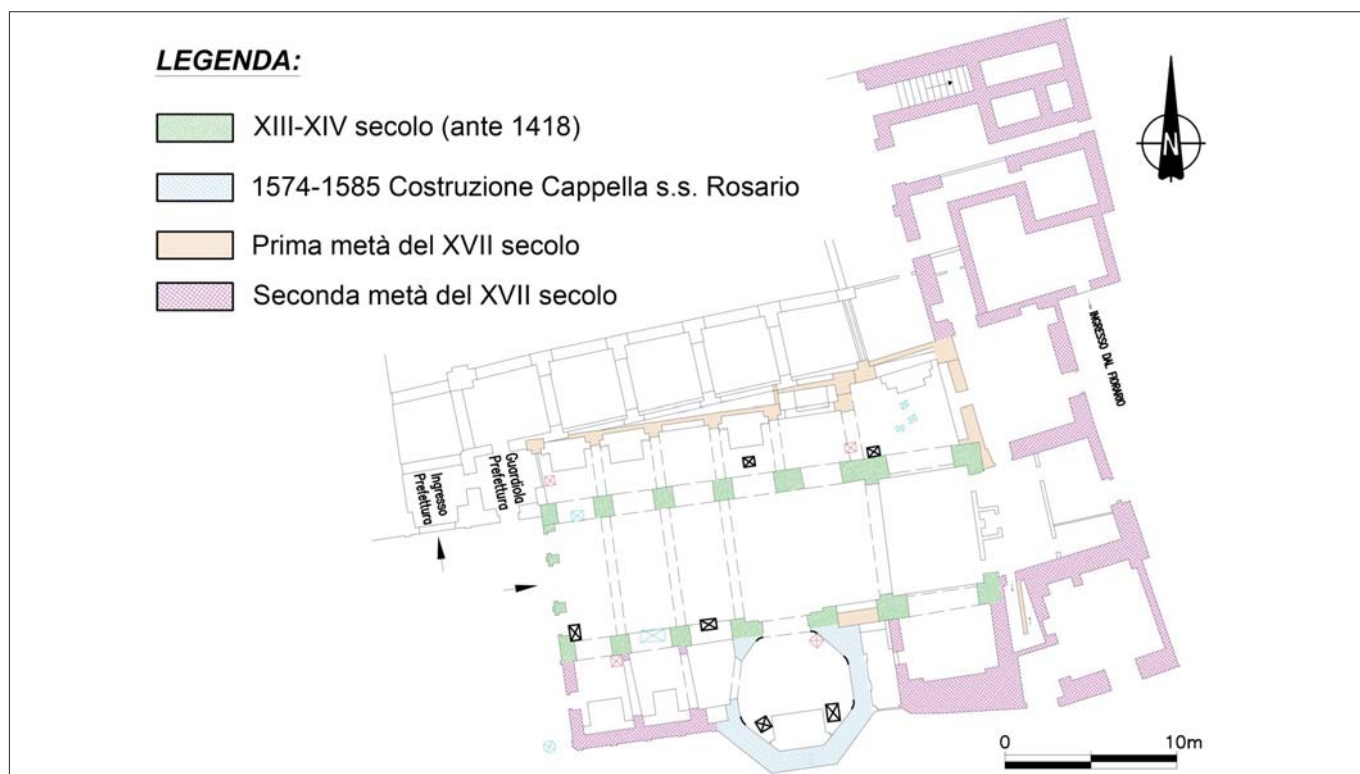 LEGENDA:
XIII-XIV secolo (ante 1418)
1574-1585 Costruzione Cappella s.s. Rosario
Prima metà del XVII secolo
Seconda metà del XVII secolo
N
INGRESSO DAL FIORARIO
Guardiola
Prefettura
Ingresso
Prefettura
0
10m